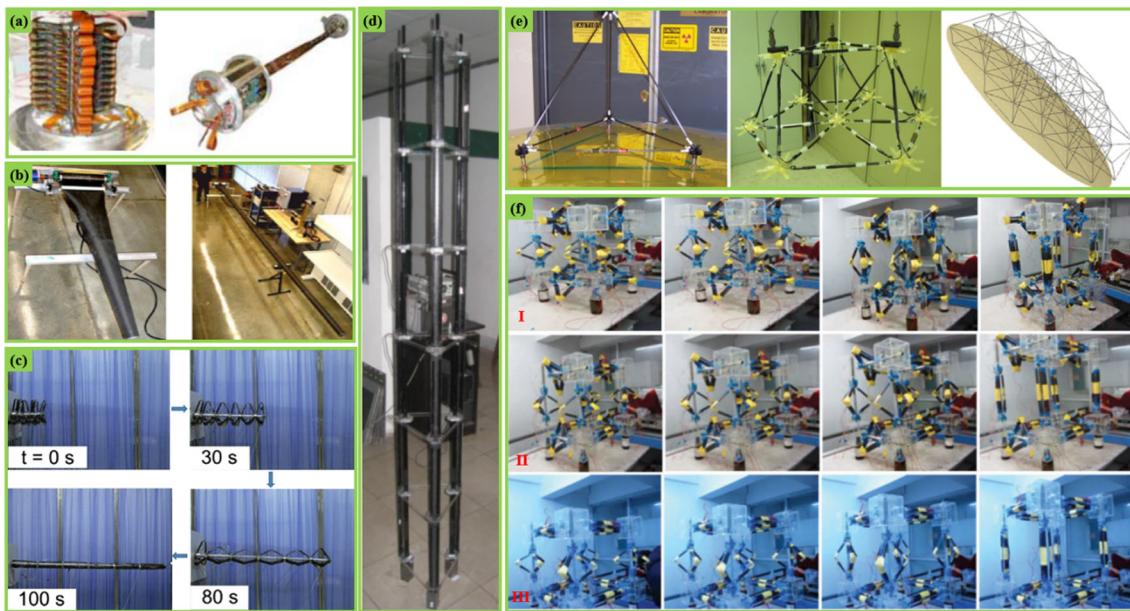 (a)
(b)
(c)
t = 0 s
30 s
100 s
80 s
(d)
(e)
CAUTION
CAUTION
(f)
I
II
III